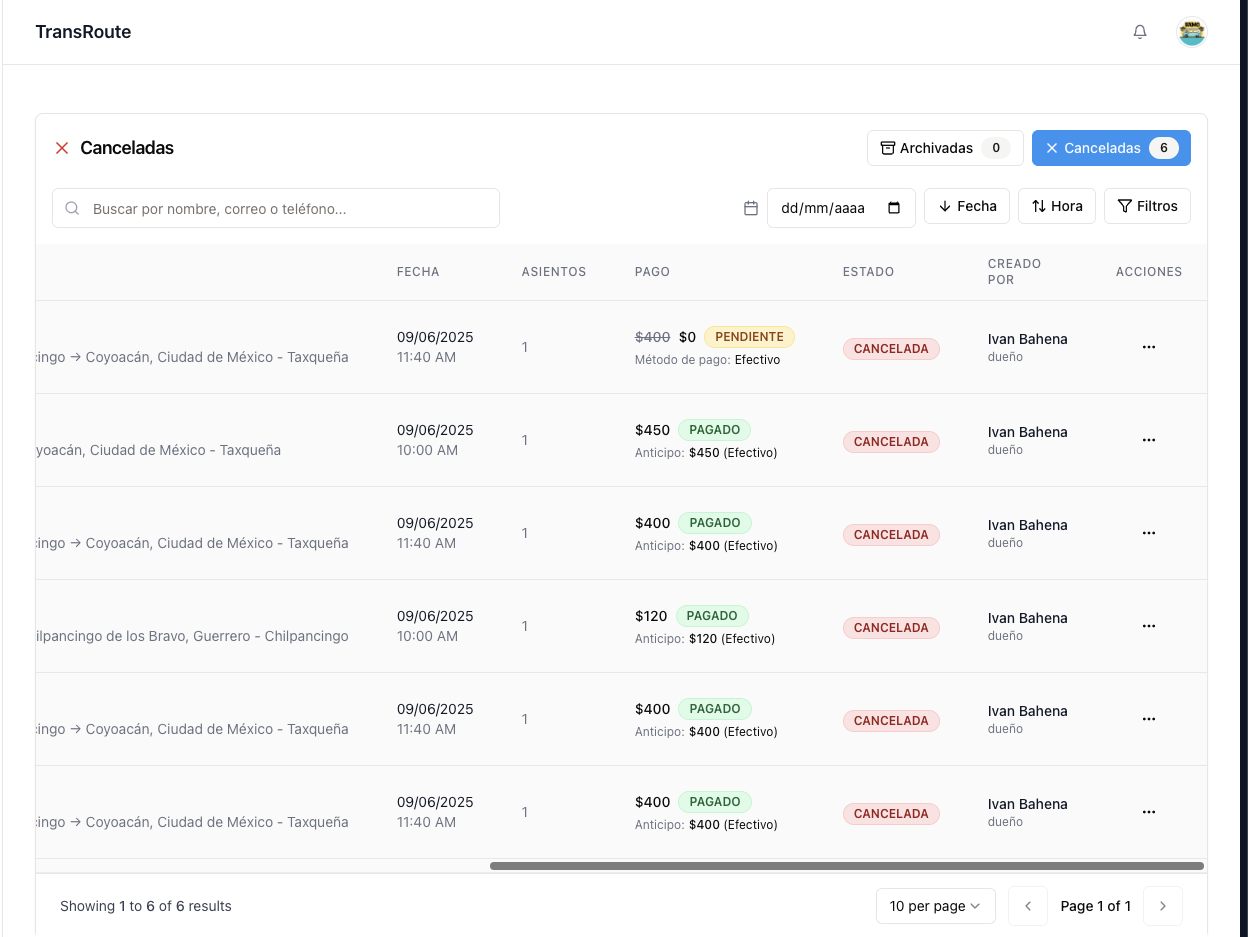 TransRoute
Canceladas
Archivadas 0
Canceladas 6
Buscar por nombre, correo o teléfono...
dd/mm/aaaa
Fecha
Hora
Filtros
FECHA ASIENTOS PAGO ESTADO CREADO POR ACCIONES
09/06/2025
$400 $0 PENDIENTE
Ivan Bahena
cingo → Coyoacán, Ciudad de México - Taxqueña
11:40 AM
1
Método de pago: Efectivo
CANCELADA
dueño
09/06/2025
$450 PAGADO
Ivan Bahena
yoacán, Ciudad de México - Taxqueña
10:00 AM
1
Anticipo: $450 (Efectivo)
CANCELADA
dueño
09/06/2025
$400 PAGADO
Ivan Bahena
cingo → Coyoacán, Ciudad de México - Taxqueña
11:40 AM
1
Anticipo: $400 (Efectivo)
CANCELADA
dueño
09/06/2025
$120 PAGADO
Ivan Bahena
ilpancingo de los Bravo, Guerrero - Chilpancingo
10:00 AM
1
Anticipo: $120 (Efectivo)
CANCELADA
dueño
09/06/2025
$400 PAGADO
Ivan Bahena
cingo → Coyoacán, Ciudad de México - Taxqueña
11:40 AM
1
Anticipo: $400 (Efectivo)
CANCELADA
dueño
09/06/2025
$400 PAGADO
Ivan Bahena
cingo → Coyoacán, Ciudad de México - Taxqueña
11:40 AM
1
Anticipo: $400 (Efectivo)
CANCELADA
dueño
Showing 1 to 6 of 6 results
10 per page
Page 1 of 1